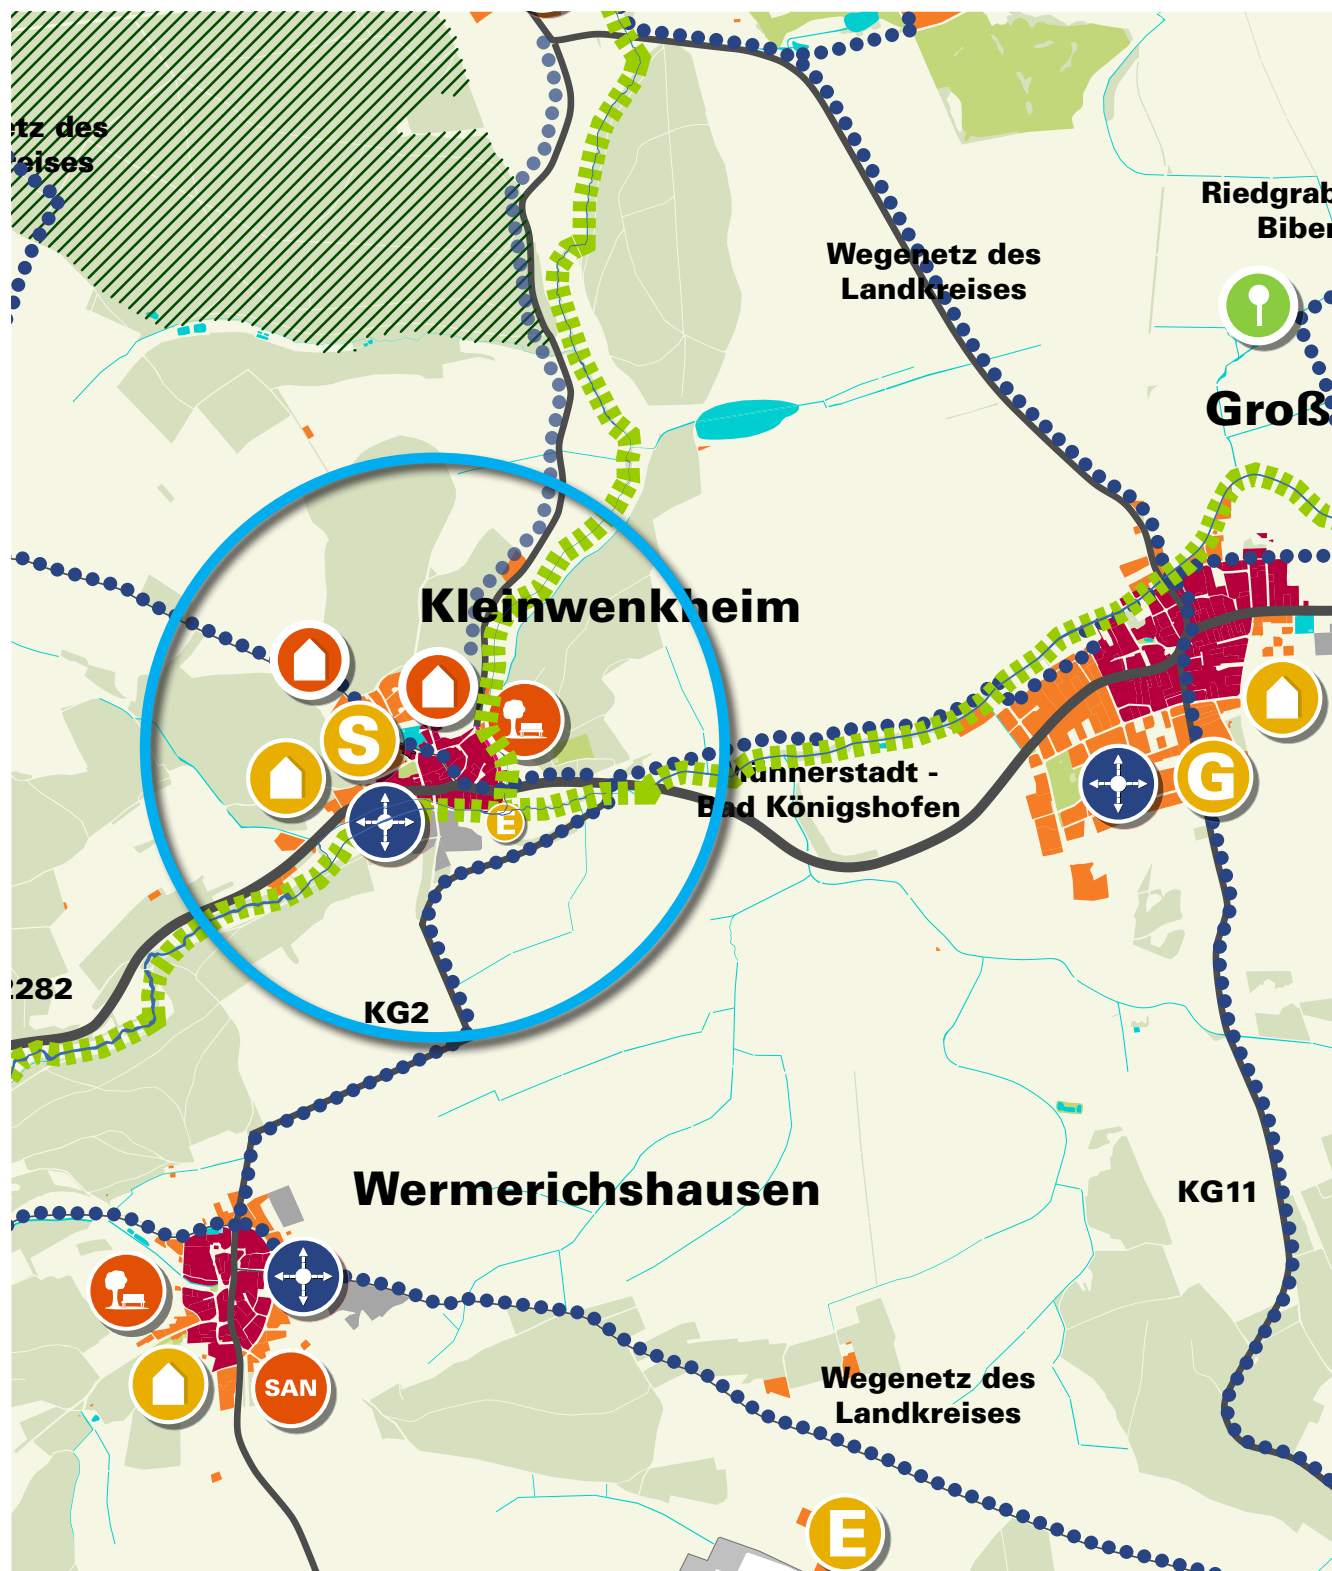 etz des
eises
Riedgrab
Biber
Wegenetz des
Landkreises
Groß
Kleinwenkheim
S
E
G
Münnerstadt -
Bad Königshofen
2282
KG2
Wermerichshausen
KG11
SAN
Wegenetz des
Landkreises
E